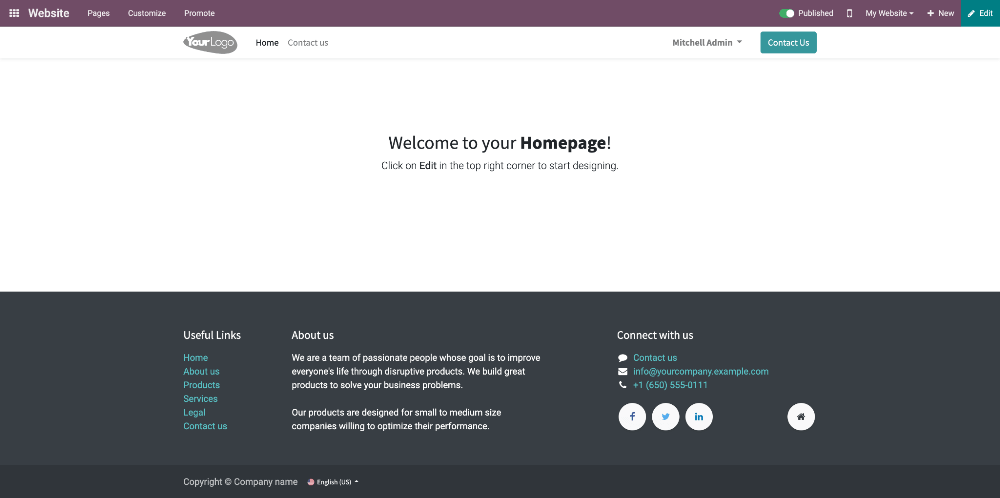 Website Pages Customize Promote Published My Website + New Edit
YourLogo Home Contact us Mitchell Admin Contact Us
Welcome to your Homepage!
Click on Edit in the top right corner to start designing.
Useful Links
Home
About us
Products
Services
Legal
Contact us
About us
We are a team of passionate people whose goal is to improve
everyone's life through disruptive products. We build great
products to solve your business problems.
Our products are designed for small to medium size
companies willing to optimize their performance.
Connect with us
Contact us
info@yourcompany.example.com
+1 (650) 555-0111
Copyright © Company name English (US)